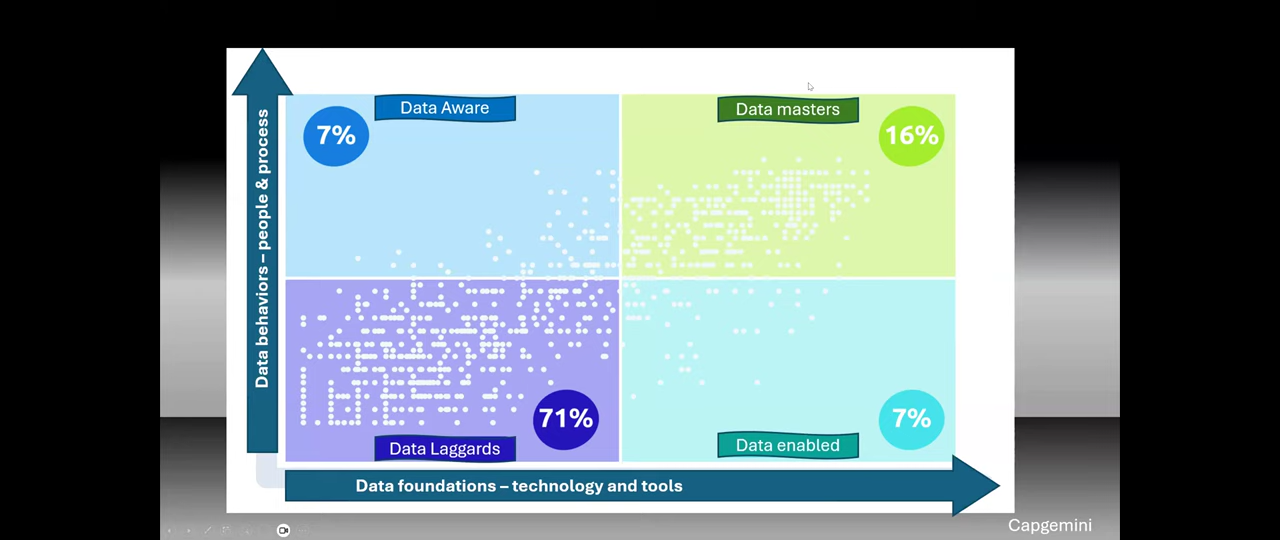 Data Aware
Data masters
7%
16%
Data behaviors – people & process
71%
7%
Data Laggards
Data enabled
Data foundations – technology and tools
Capgemini